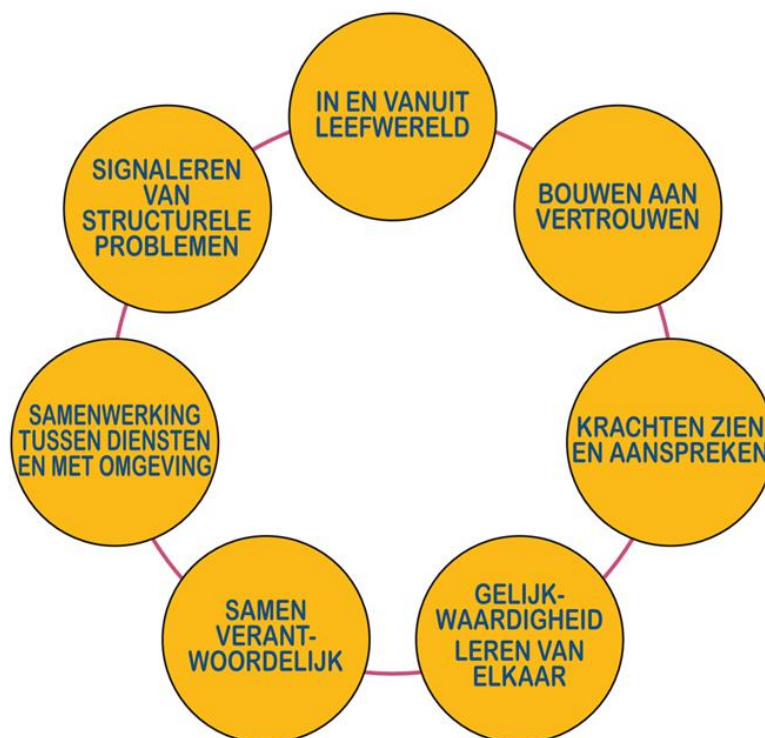 IN EN VANUIT
LEEFWERELD
BOUWEN AAN
VERTROUWEN
KRACHTEN ZIEN
EN AANSPREKEN
GELIJK-
WAARDIGHEID
LEREN VAN
ELKAAR
SAMEN
VERANT-
WOORDELIJK
SAMENWERKING
TUSSEN DIENSTEN
EN MET OMGEVING
SIGNALEREN
VAN
STRUCTURELE
PROBLEMEN